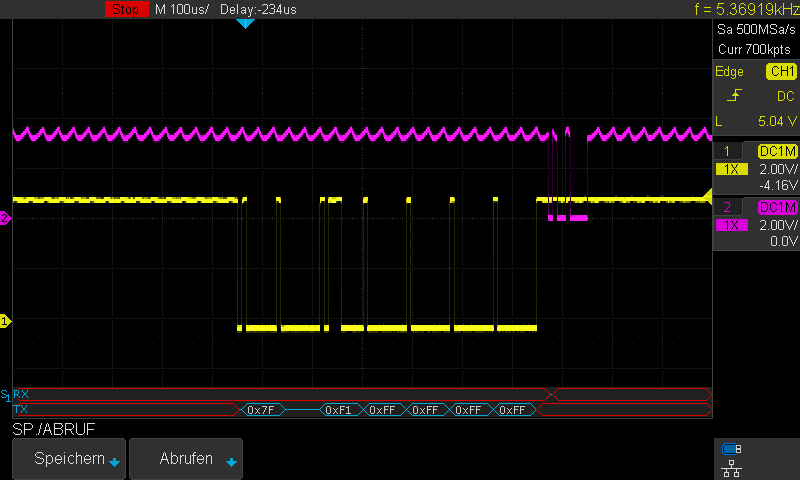 Stop M 100us/ Delay:-234us f = 5.36919kHz
Sa 500MSa/s
Curr 700kpts
Edge CH1
DC
L 5.04 V
1 DC1M
1X 2.00V/
-4.16V
2 DC1M
1X 2.00V/
0.0V
2
1
S1 RX
TX 0x7F 0xF1 0xFF 0xFF 0xFF 0xFF
SP./ABRUF
Speichern Abrufen